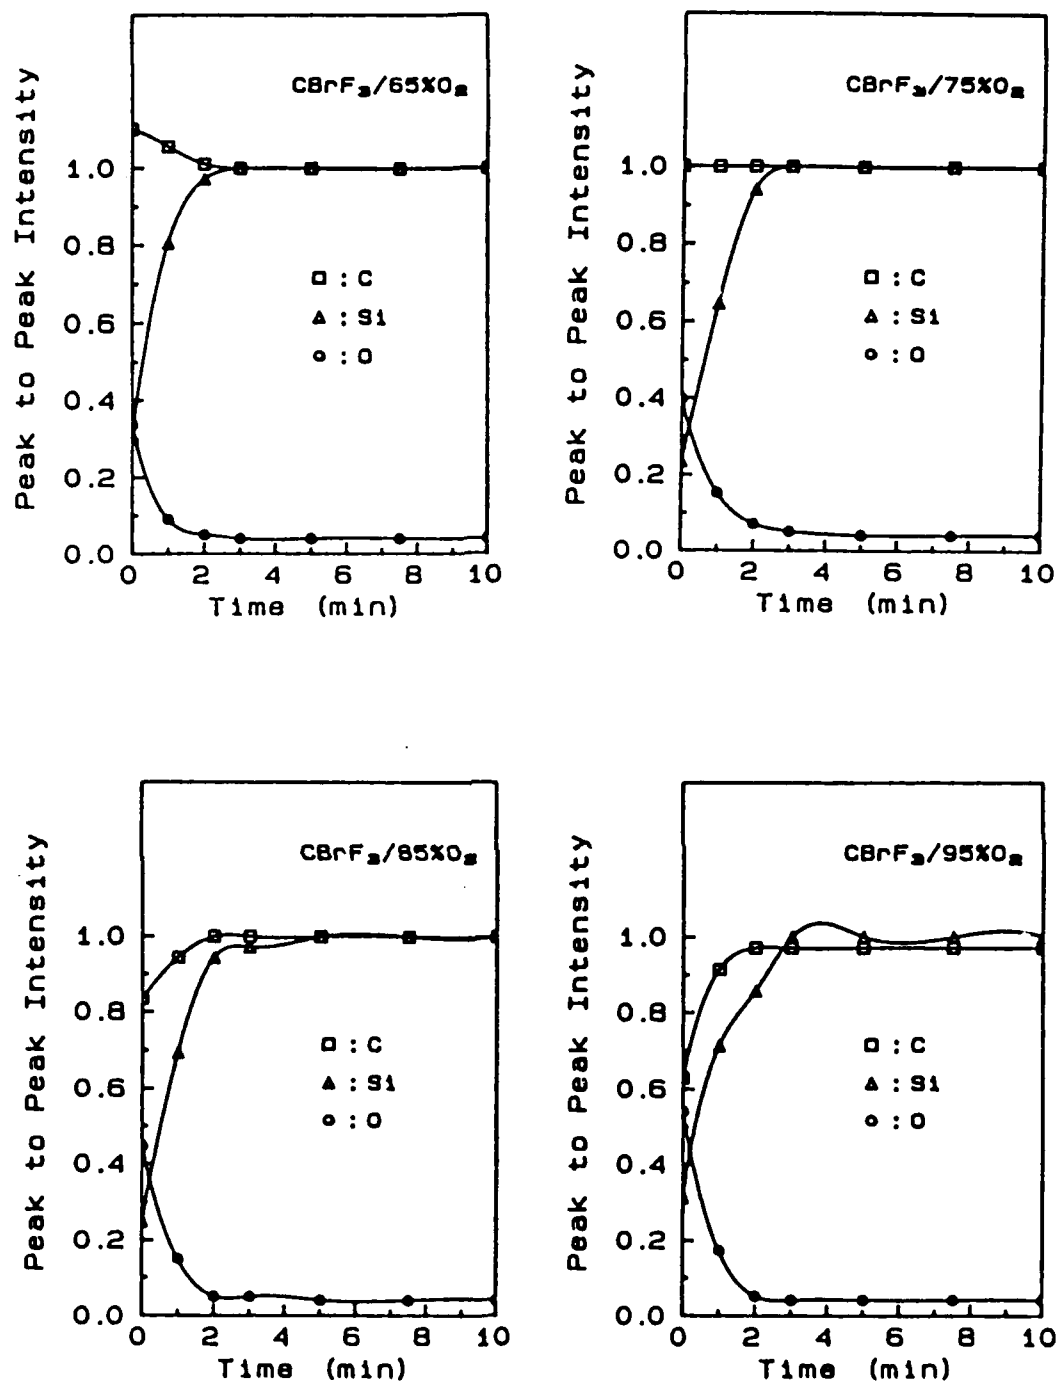 CBrF₃/65%O₂
Peak to Peak Intensity
1.0
0.8
0.6
0.4
0.2
0.0
□ : C
△ : Si
○ : O
0 2 4 6 8 10
Time (min)
CBrF₃/75%O₂
Peak to Peak Intensity
1.0
0.8
0.6
0.4
0.2
0.0
□ : C
△ : Si
○ : O
0 2 4 6 8 10
Time (min)
CBrF₃/85%O₂
Peak to Peak Intensity
1.0
0.8
0.6
0.4
0.2
0.0
□ : C
△ : Si
○ : O
0 2 4 6 8 10
Time (min)
CBrF₃/95%O₂
Peak to Peak Intensity
1.0
0.8
0.6
0.4
0.2
0.0
□ : C
△ : Si
○ : O
0 2 4 6 8 10
Time (min)